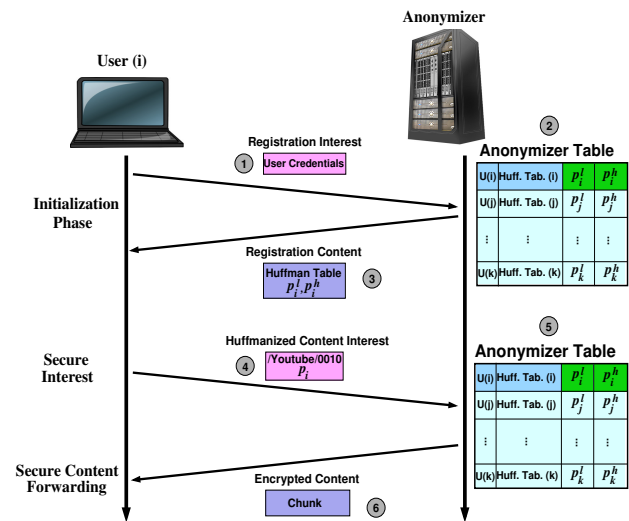 Anonymizer
User (i)
Registration Interest
1
User Credentials
2
Anonymizer Table
U(i) Huff. Tab. (i) p_i^l p_i^h
U(j) Huff. Tab. (j) p_j^l p_j^h
⋮ ⋮ ⋮ ⋮
U(k) Huff. Tab. (k) p_k^l p_k^h
Initialization
Phase
Registration Content
Huffman Table
p_i^l, p_i^h
3
Huffmanized Content Interest
4
/Youtube/0010
p_i
5
Anonymizer Table
U(i) Huff. Tab. (i) p_i^l p_i^h
U(j) Huff. Tab. (j) p_j^l p_j^h
⋮ ⋮ ⋮ ⋮
U(k) Huff. Tab. (k) p_k^l p_k^h
Secure
Interest
Secure Content
Forwarding
Encrypted Content
Chunk
6